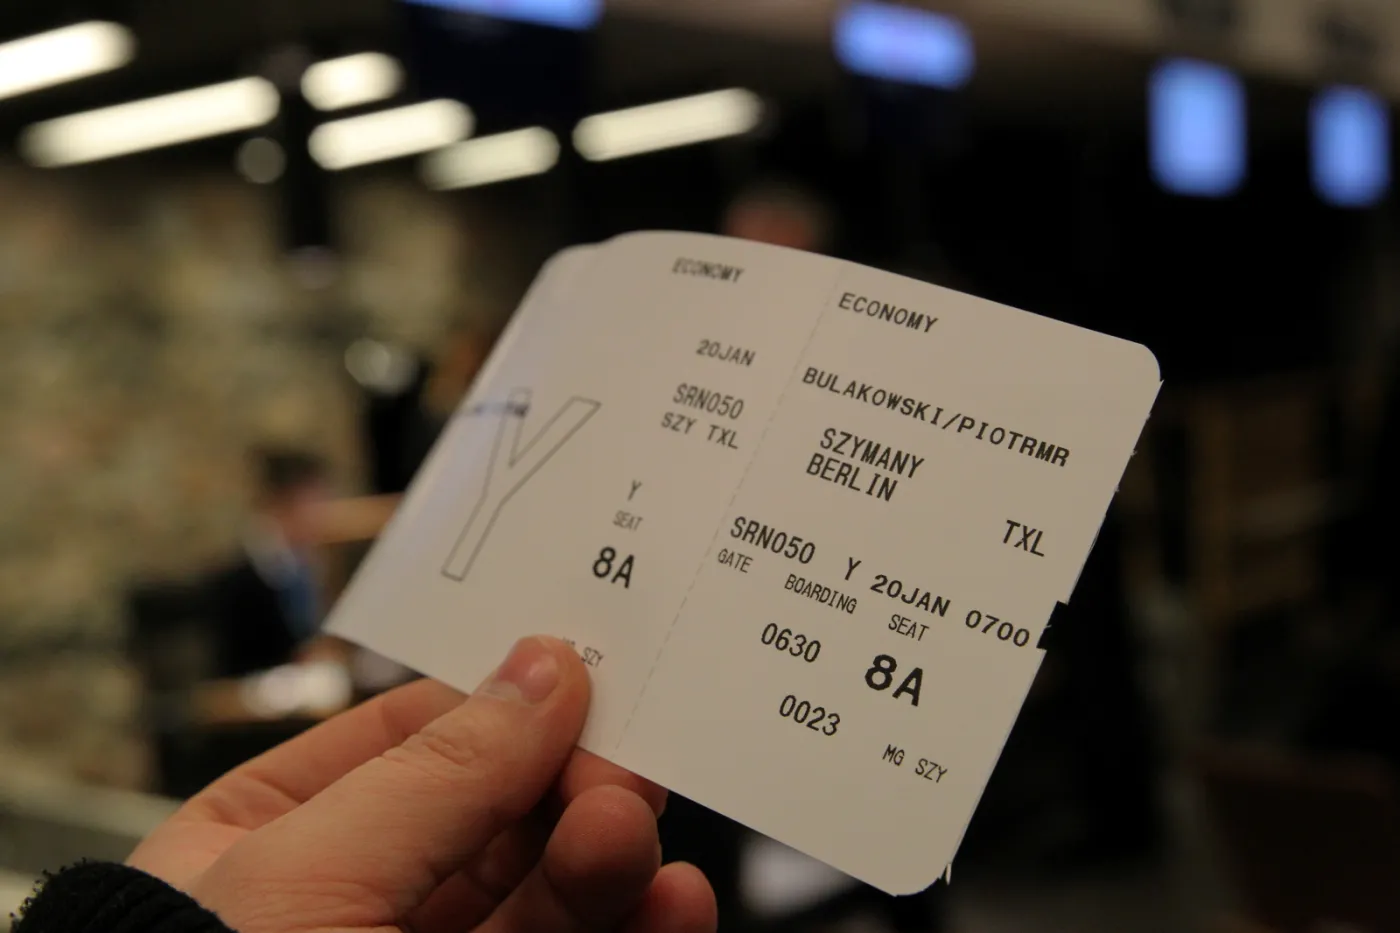 ECONOMY
20JAN
SRN050
SZY TXL
Y
Y
SEAT
8A
SZY
ECONOMY
BULAKOWSKI/PIOTRMR
SZYMANY
BERLIN
TXL
SRN050 Y 20JAN 0700
GATE BOARDING SEAT
0630 8A
0023
MG SZY